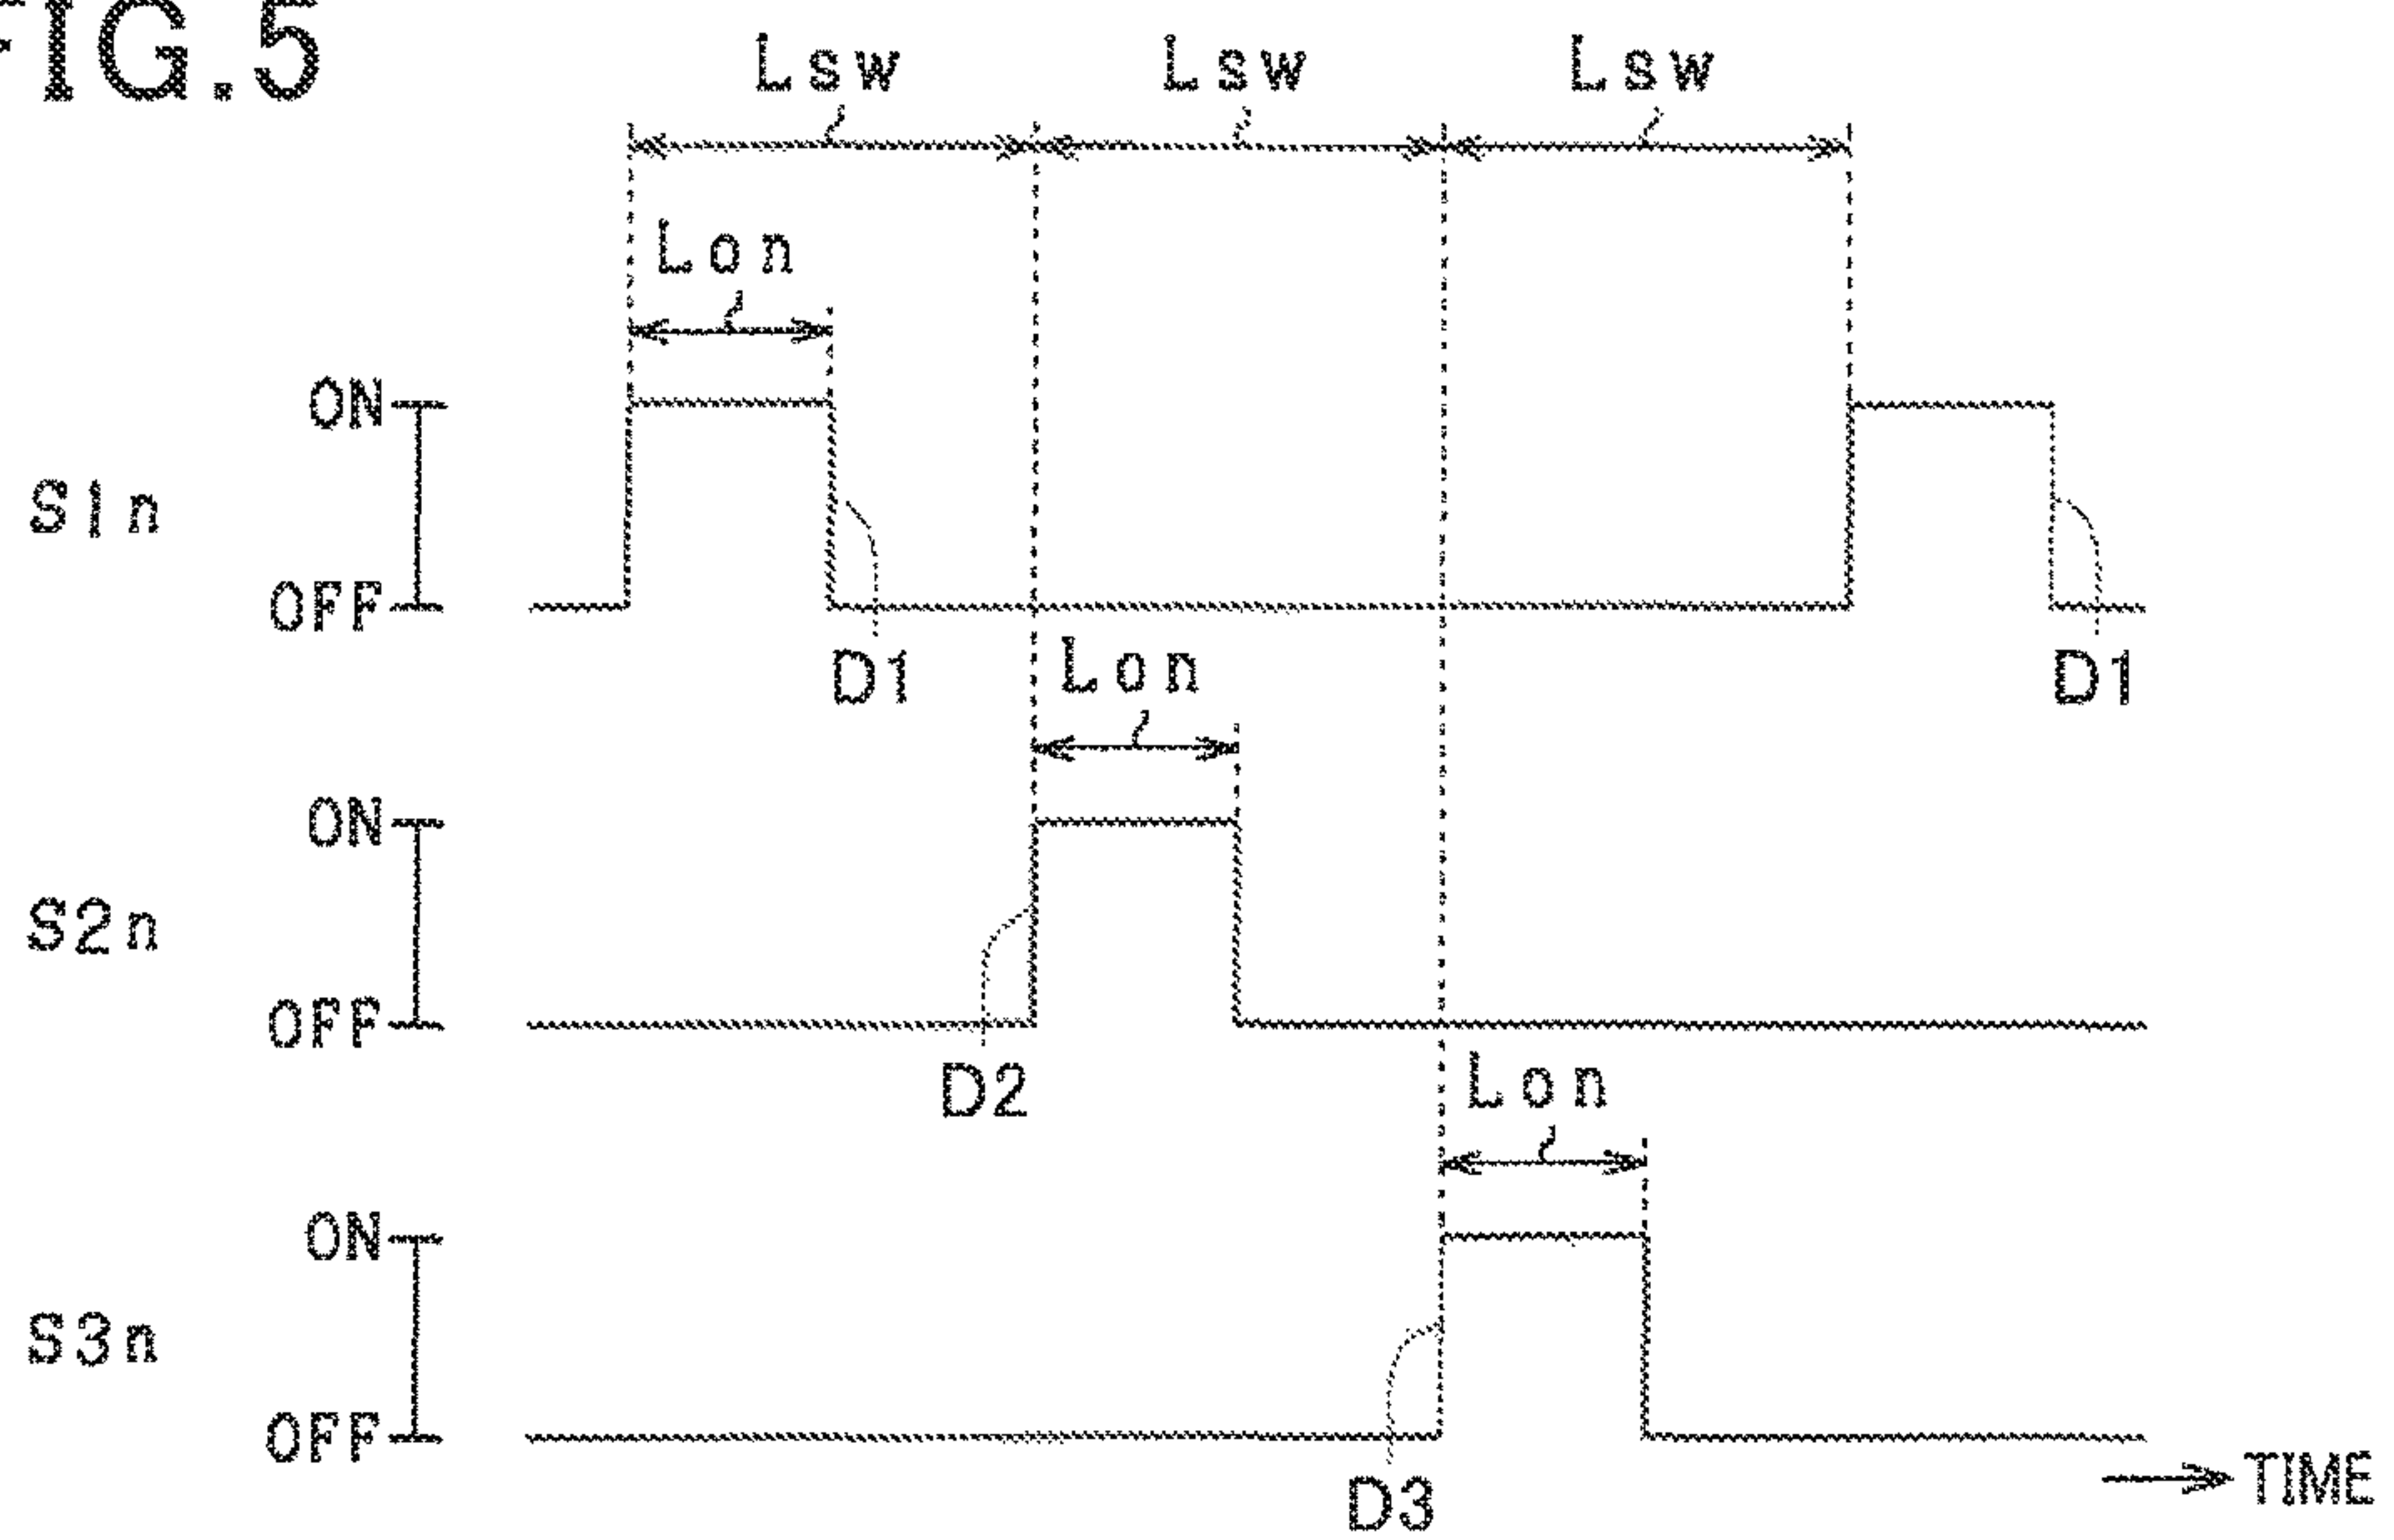 FIG.5
Lsw Lsw Lsw
Lon
ON
S1n
OFF
D1 D1
Lon
ON
S2n
OFF
D2
Lon
ON
S3n
OFF
D3
TIME